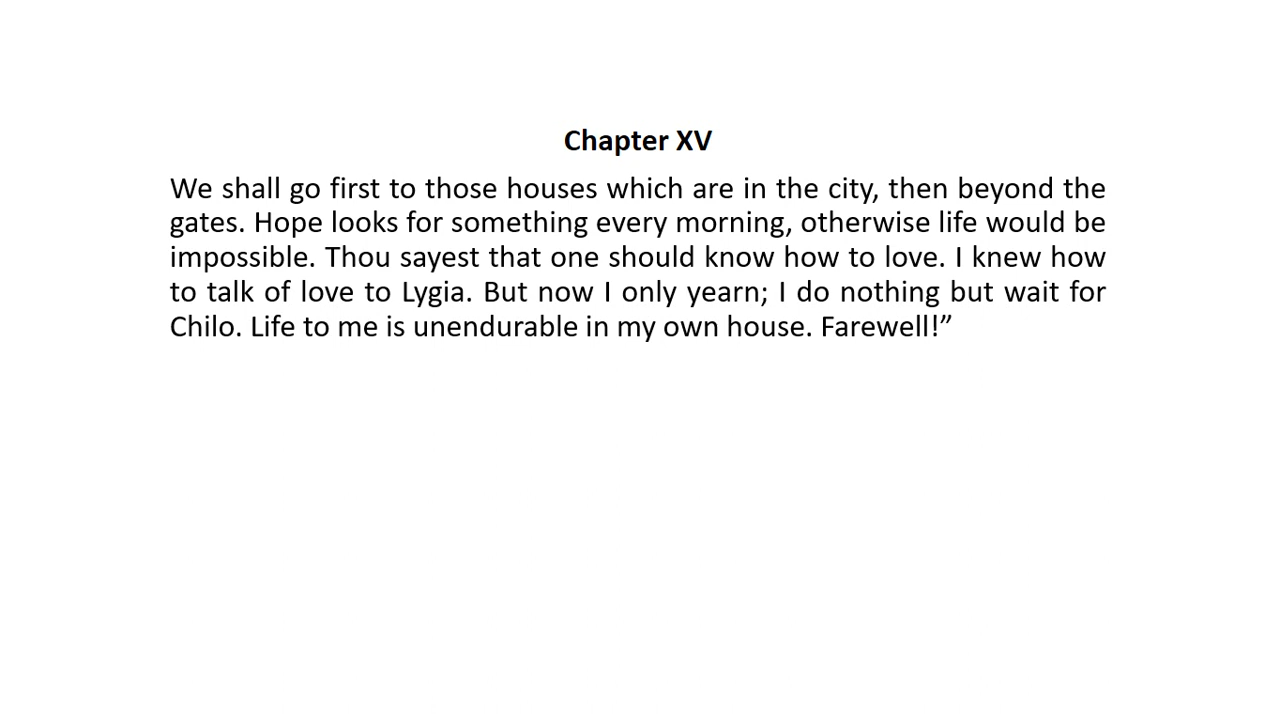 Chapter XV
We shall go first to those houses which are in the city, then beyond the
gates. Hope looks for something every morning, otherwise life would be
impossible. Thou sayest that one should know how to love. I knew how
to talk of love to Lygia. But now I only yearn; I do nothing but wait for
Chilo. Life to me is unendurable in my own house. Farewell!”